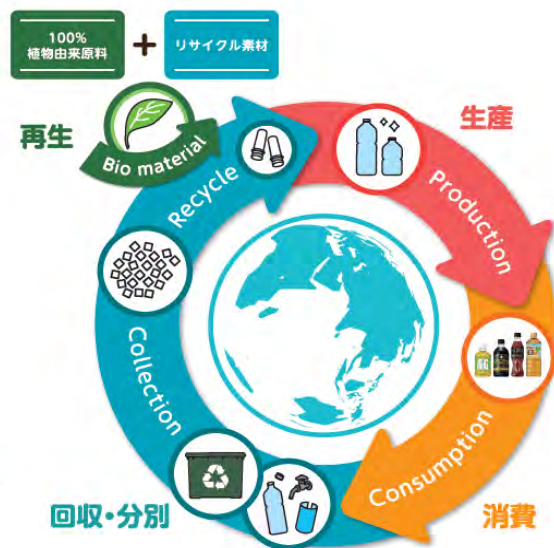 100%
植物由来原料
+
リサイクル素材
再生
Bio material
Recycle
生産
Production
Collection
Consumption
回収・分別
消費